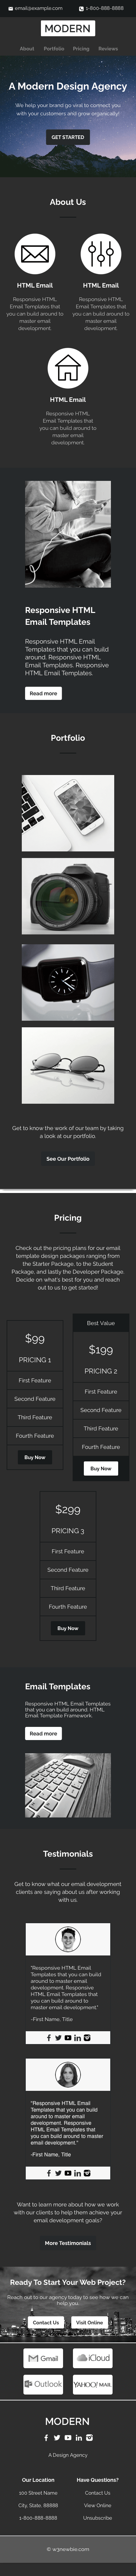 email@example.com 1-800-888-8888
MODERN
About Portfolio Pricing Reviews
A Modern Design Agency
We help your brand go viral to connect you
with your customers and grow organically!
GET STARTED
About Us
HTML Email
Responsive HTML
Email Templates that
you can build around to
master email
development.
HTML Email
Responsive HTML
Email Templates that
you can build around to
master email
development.
HTML Email
Responsive HTML
Email Templates that
you can build around to
master email
development.
Responsive HTML
Email Templates
Responsive HTML Email
Templates that you can build
around. Responsive HTML
Email Templates. Responsive
HTML Email Templates.
Read more
Portfolio
Get to know the work of our team by taking
a look at our portfolio.
See Our Portfolio
Pricing
Check out the pricing plans for our email
template design packages ranging from
the Starter Package, to the Student
Package, and lastly the Developer Package.
Decide on what's best for you and reach
out to us to get started!
$99
PRICING 1
First Feature
Second Feature
Third Feature
Fourth Feature
Buy Now
Best Value
$199
PRICING 2
First Feature
Second Feature
Third Feature
Fourth Feature
Buy Now
$299
PRICING 3
First Feature
Second Feature
Third Feature
Fourth Feature
Buy Now
Email Templates
Responsive HTML Email Templates
that you can build around. HTML
Email Template Framework.
Read more
Testimonials
Get to know what our email development
clients are saying about us after working
with us.
"Responsive HTML Email
Templates that you can build
around to master email
development. Responsive
HTML Email Templates that
you can build around to
master email development."
-First Name, Title
"Responsive HTML Email
Templates that you can build
around to master email
development. Responsive
HTML Email Templates that
you can build around to
master email development."
-First Name, Title
Want to learn more about how we work
with our clients to help them achieve your
email development goals?
More Testimonials
Ready To Start Your Web Project?
Reach out to our agency today to see how we can
help you.
Contact Us Visit Online
Gmail iCloud
Outlook YAHOO! MAIL
MODERN
A Design Agency
Our Location
100 Street Name
City, State, 88888
1-800-888-8888
Have Questions?
Contact Us
View Online
Unsubscribe
© w3newbie.com